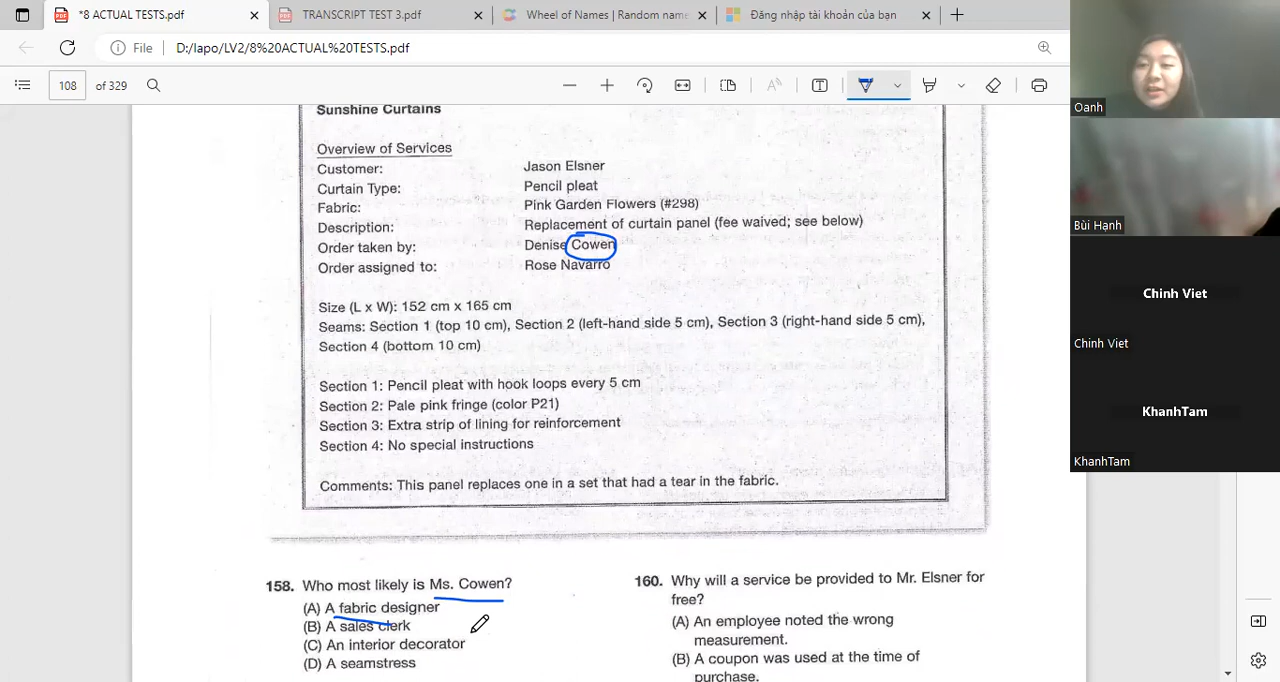 *8 ACTUAL TESTS.pdf
TRANSCRIPT TEST 3.pdf
Wheel of Names | Random name
Đăng nhập tài khoản của bạn
File
D:/lapo/LV2/8%20ACTUAL%20TESTS.pdf
108 of 329
Sunshine Curtains
Overview of Services
Customer: Jason Elsner
Curtain Type: Pencil pleat
Fabric: Pink Garden Flowers (#298)
Description: Replacement of curtain panel (fee waived; see below)
Order taken by: Denise Cowen
Order assigned to: Rose Navarro
Size (L x W): 152 cm x 165 cm
Seams: Section 1 (top 10 cm), Section 2 (left-hand side 5 cm), Section 3 (right-hand side 5 cm),
Section 4 (bottom 10 cm)
Section 1: Pencil pleat with hook loops every 5 cm
Section 2: Pale pink fringe (color P21)
Section 3: Extra strip of lining for reinforcement
Section 4: No special instructions
Comments: This panel replaces one in a set that had a tear in the fabric.
158. Who most likely is Ms. Cowen?
(A) A fabric designer
(B) A sales clerk
(C) An interior decorator
(D) A seamstress
160. Why will a service be provided to Mr. Elsner for
free?
(A) An employee noted the wrong
measurement.
(B) A coupon was used at the time of
purchase.
Oanh
Bùi Hạnh
Chinh Viet
Chinh Viet
KhanhTam
KhanhTam